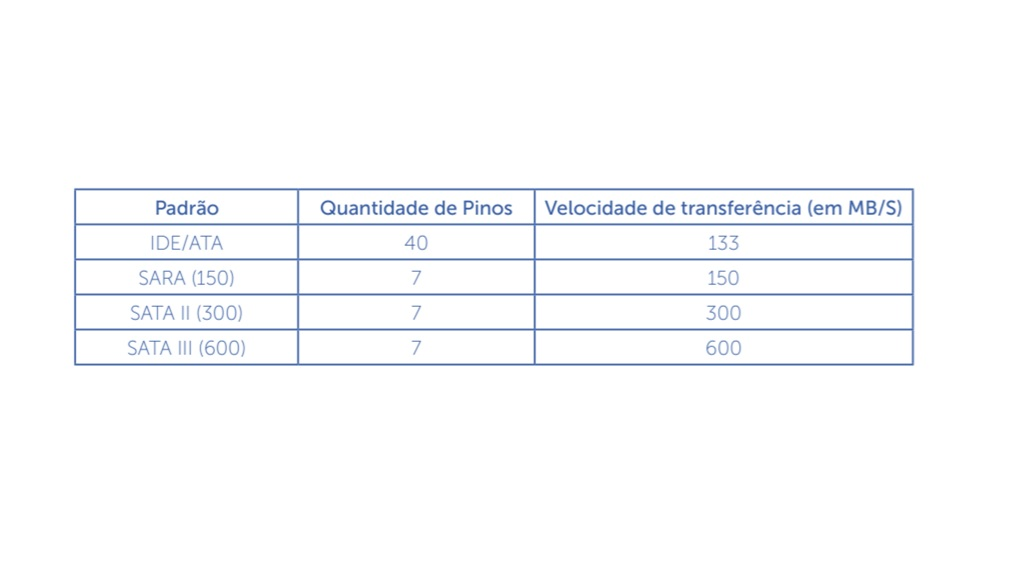 Padrão Quantidade de Pinos Velocidade de transferência (em MB/S)
IDE/ATA 40 133
SARA (150) 7 150
SATA II (300) 7 300
SATA III (600) 7 600